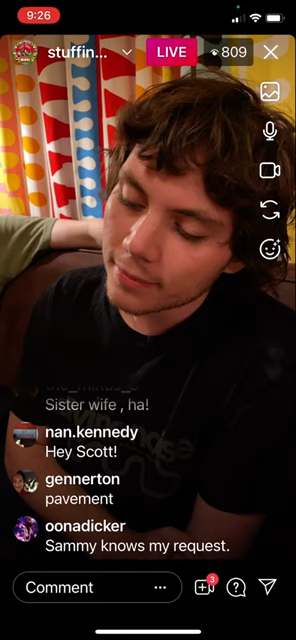 9:26
stuffin...
LIVE
809
Sister wife , ha!
nan.kennedy
Hey Scott!
gennerton
pavement
oonadicker
Sammy knows my request.
Comment
3